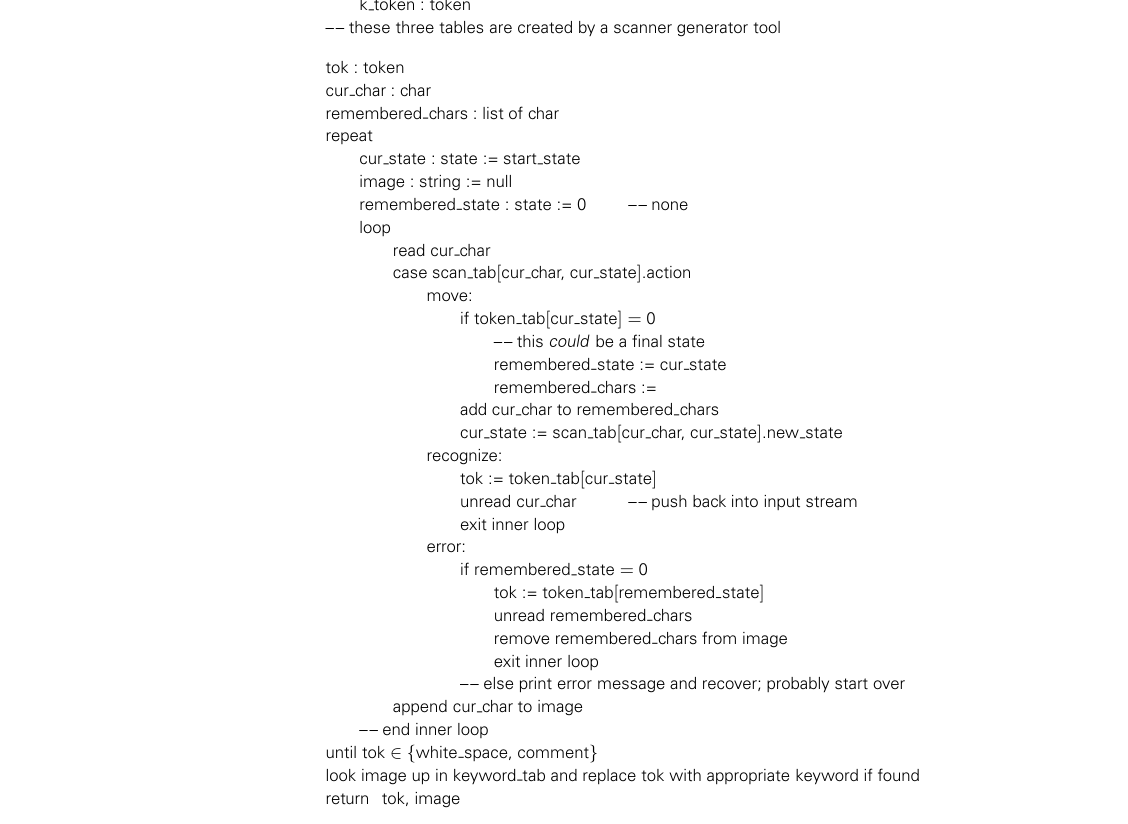 k_token : token
–– these three tables are created by a scanner generator tool
tok : token
cur_char : char
remembered_chars : list of char
repeat
cur_state : state := start_state
image : string := null
remembered_state : state := 0 –– none
loop
read cur_char
case scan_tab[cur_char, cur_state].action
move:
if token_tab[cur_state] = 0
–– this could be a final state
remembered_state := cur_state
remembered_chars :=
add cur_char to remembered_chars
cur_state := scan_tab[cur_char, cur_state].new_state
recognize:
tok := token_tab[cur_state]
unread cur_char –– push back into input stream
exit inner loop
error:
if remembered_state = 0
tok := token_tab[remembered_state]
unread remembered_chars
remove remembered_chars from image
exit inner loop
–– else print error message and recover; probably start over
append cur_char to image
–– end inner loop
until tok ∈ {white_space, comment}
look image up in keyword_tab and replace tok with appropriate keyword if found
return tok, image